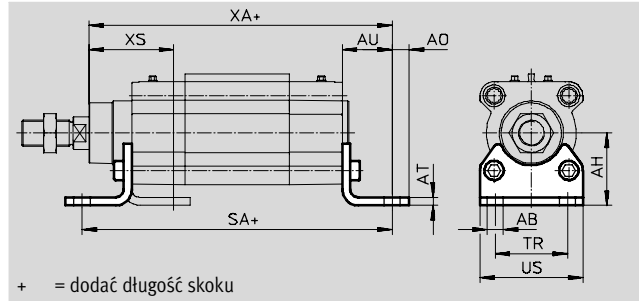 XA+
XS
AU
AO
AT
SA+
AH
AB
TR
US
+ = dodać długość skoku